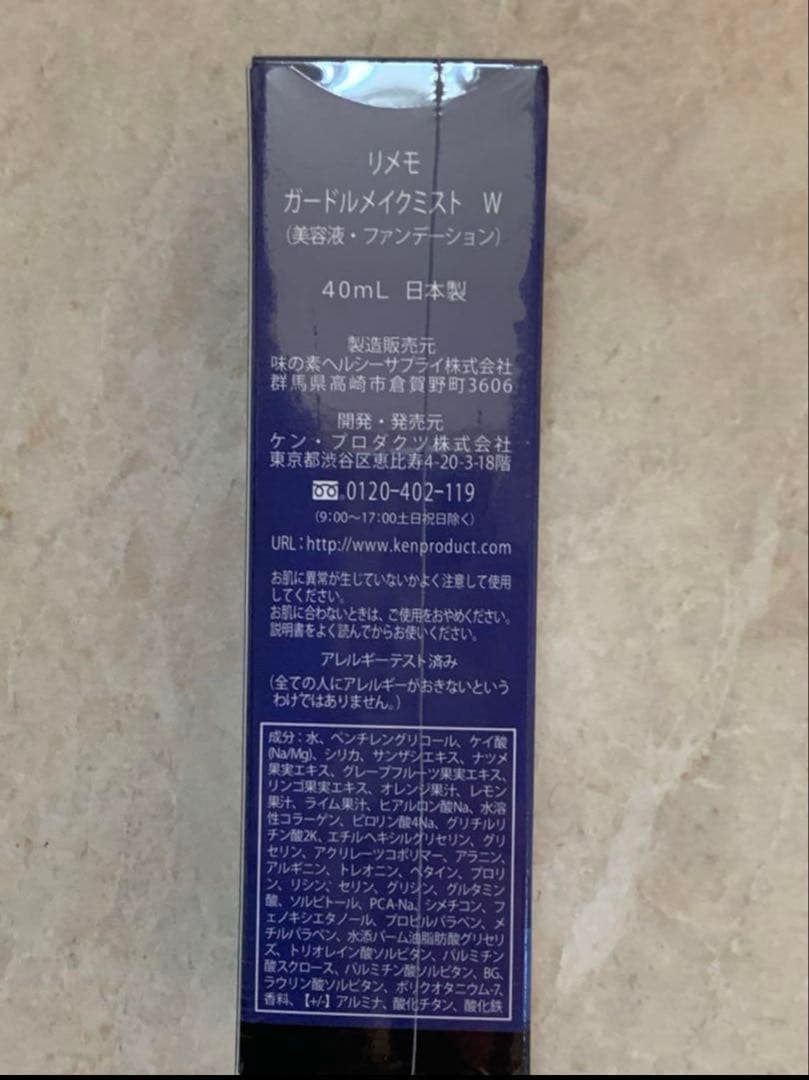 リメモ
ガードルメイクミスト W
(美容液・ファンデーション)
40mL 日本製
製造販売元
味の素ヘルシーサプライ株式会社
群馬県高崎市倉賀野町3606
開発・発売元
ケン・プロダクツ株式会社
東京都渋谷区恵比寿4-20-3-18階
0120-402-119
(9:00〜17:00土日祝日除く)
URL:http://www.kenproduct.com
お肌に異常が生じていないかよく注意して使用
してください。
お肌に合わないときは、ご使用をおやめください。
説明書をよく読んでからお使いください。
アレルギーテスト済み
(全ての人にアレルギーがおきないという
わけではありません。)
成分:水、ペンチレングリコール、ケイ酸
(Na/Mg)、シリカ、サンザシエキス、ナツメ
果実エキス、グレープフルーツ果実エキス、
リンゴ果実エキス、オレンジ果汁、レモン
果汁、ライム果汁、ヒアルロン酸Na、水溶
性コラーゲン、ピロリン酸4Na、グリチルリ
チン酸2K、エチルヘキシルグリセリン、グリ
セリン、アクリレーツコポリマー、アラニン、
アルギニン、トレオニン、ベタイン、プロリ
ン、リシン、セリン、グリシン、グルタミン
酸、ソルビトール、PCA-Na、シメチコン、フ
ェノキシエタノール、プロピルパラベン、メ
チルパラベン、水添パーム油脂肪酸グリセリ
ズ、トリオレイン酸ソルビタン、パルミチン
酸スクロース、パルミチン酸ソルビタン、BG、
ラウリン酸ソルビタン、ポリクオタニウム-7、
香料、【+/-】アルミナ、酸化チタン、酸化鉄